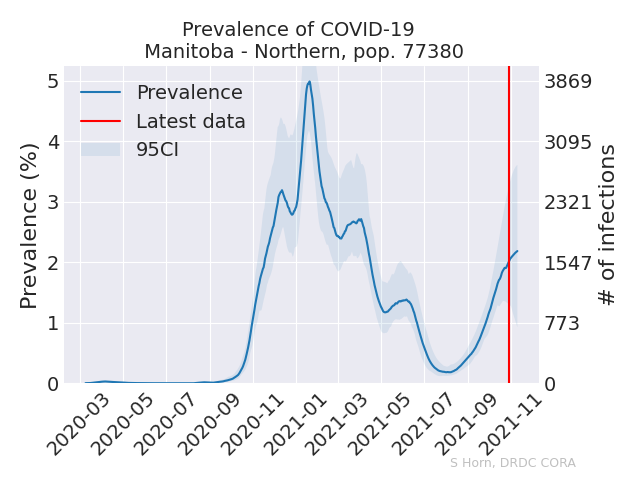 Prevalence of COVID-19
Manitoba - Northern, pop. 77380
Prevalence
Latest data
95CI
Prevalence (%)
5
4
3
2
1
0
3869
3095
2321
1547
773
0
# of infections
2020-03
2020-05
2020-07
2020-09
2020-11
2021-01
2021-03
2021-05
2021-07
2021-09
2021-11
S Horn, DRDC CORA